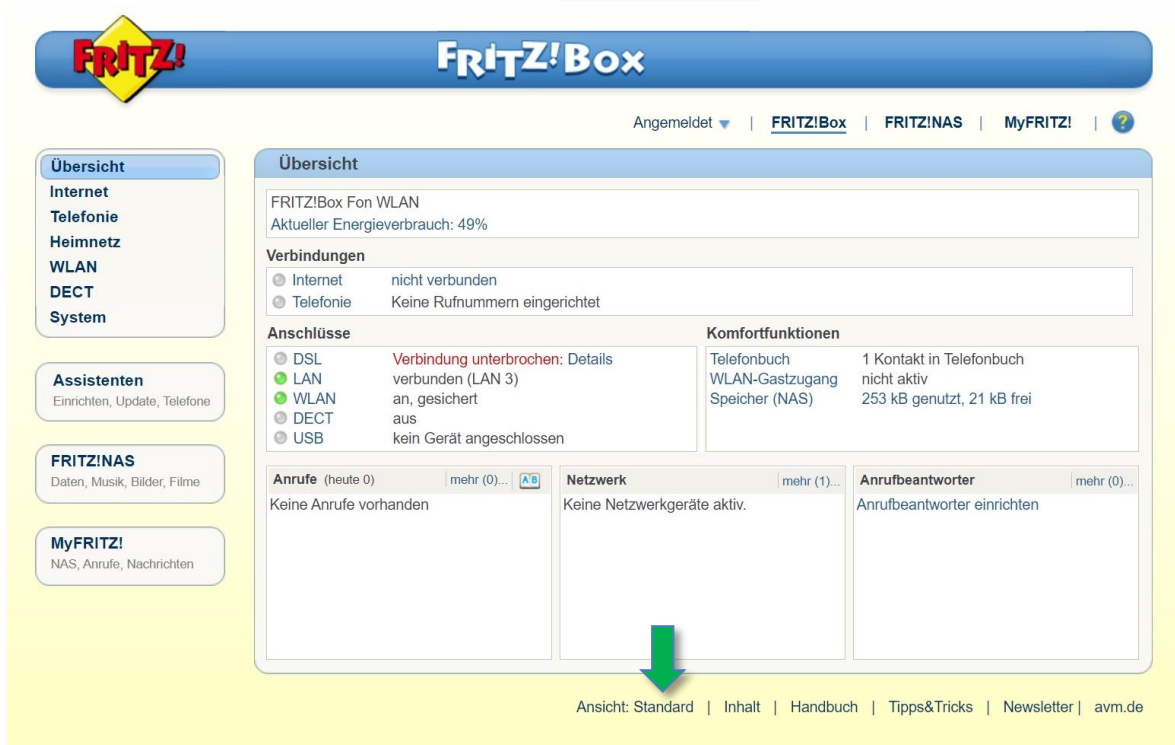 FRITZ!
FRITZ!Box
Angemeldet | FRITZ!Box | FRITZ!NAS | MyFRITZ! | ?
Übersicht
Internet
Telefonie
Heimnetz
WLAN
DECT
System
Assistenten
Einrichten, Update, Telefone
FRITZ!NAS
Daten, Musik, Bilder, Filme
MyFRITZ!
NAS, Anrufe, Nachrichten
Übersicht
FRITZ!Box Fon WLAN
Aktueller Energieverbrauch: 49%
Verbindungen
Internet nicht verbunden
Telefonie Keine Rufnummern eingerichtet
Anschlüsse
DSL Verbindung unterbrochen: Details
LAN verbunden (LAN 3)
WLAN an, gesichert
DECT aus
USB kein Gerät angeschlossen
Komfortfunktionen
Telefonbuch 1 Kontakt in Telefonbuch
WLAN-Gastzugang nicht aktiv
Speicher (NAS) 253 kB genutzt, 21 kB frei
Anrufe (heute 0) mehr (0)... A B
Keine Anrufe vorhanden
Netzwerk mehr (1)...
Keine Netzwerkgeräte aktiv.
Anrufbeantworter mehr (0)...
Anrufbeantworter einrichten
Ansicht: Standard | Inhalt | Handbuch | Tipps&Tricks | Newsletter | avm.de